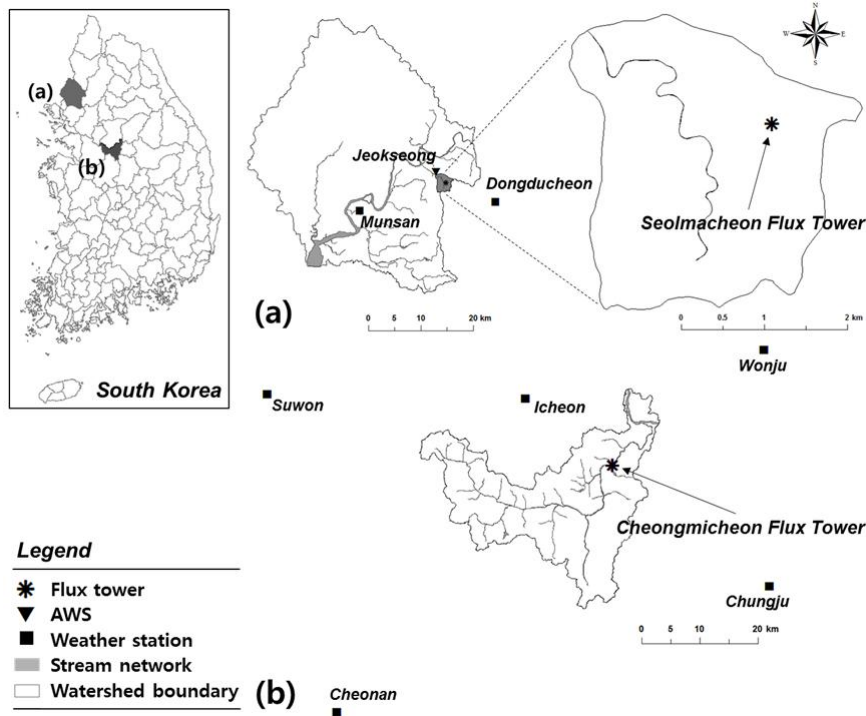 (a)
(b)
South Korea
Jeokseong
Munsan
Dongducheon
(a)
0 5 10 20 km
N
W E
S
Seolmacheon Flux Tower
0 0.5 1 2 km
Wonju
Suwon
Icheon
Cheongmicheon Flux Tower
Chungju
0 5 10 20 km
Legend
Flux tower
AWS
Weather station
Stream network
Watershed boundary
(b)
Cheonan